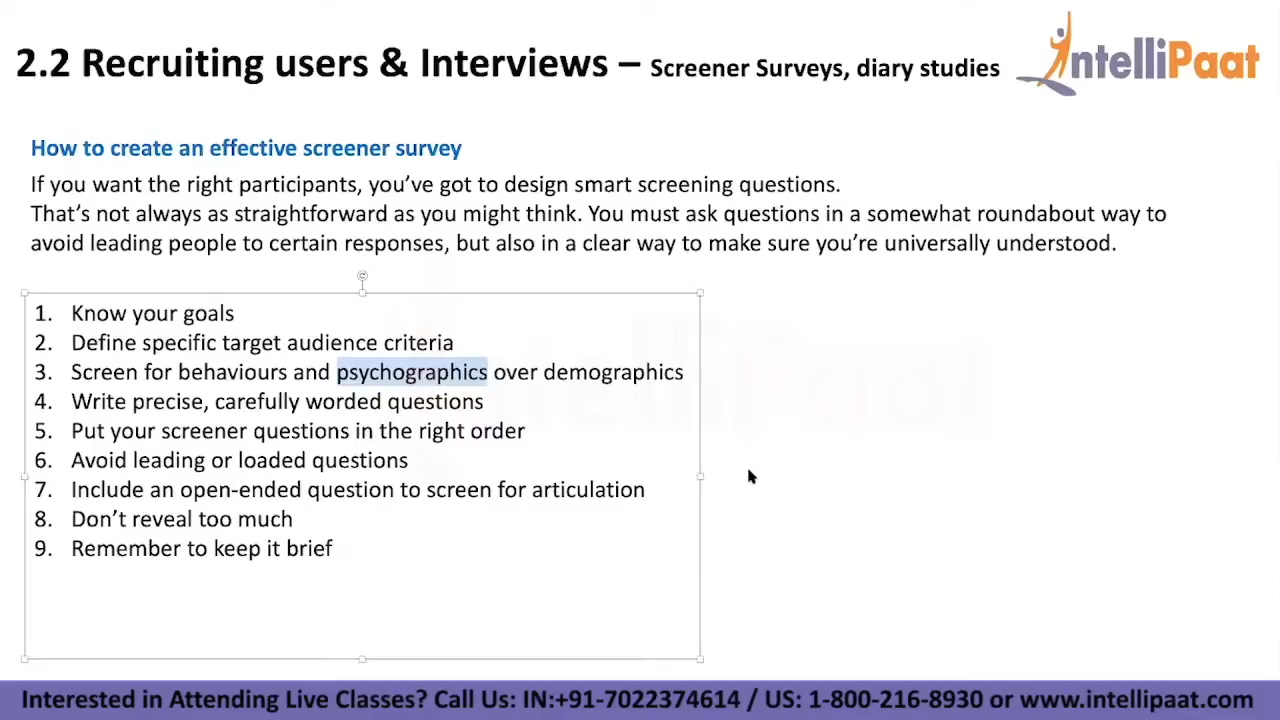 2.2 Recruiting users & Interviews – Screener Surveys, diary studies
IntelliPaat
How to create an effective screener survey
If you want the right participants, you’ve got to design smart screening questions.
That’s not always as straightforward as you might think. You must ask questions in a somewhat roundabout way to
avoid leading people to certain responses, but also in a clear way to make sure you’re universally understood.
1. Know your goals
2. Define specific target audience criteria
3. Screen for behaviours and psychographics over demographics
4. Write precise, carefully worded questions
5. Put your screener questions in the right order
6. Avoid leading or loaded questions
7. Include an open-ended question to screen for articulation
8. Don’t reveal too much
9. Remember to keep it brief
IntelliPaat
Interested in Attending Live Classes? Call Us: IN:+91-7022374614 / US: 1-800-216-8930 or www.intellipaat.com